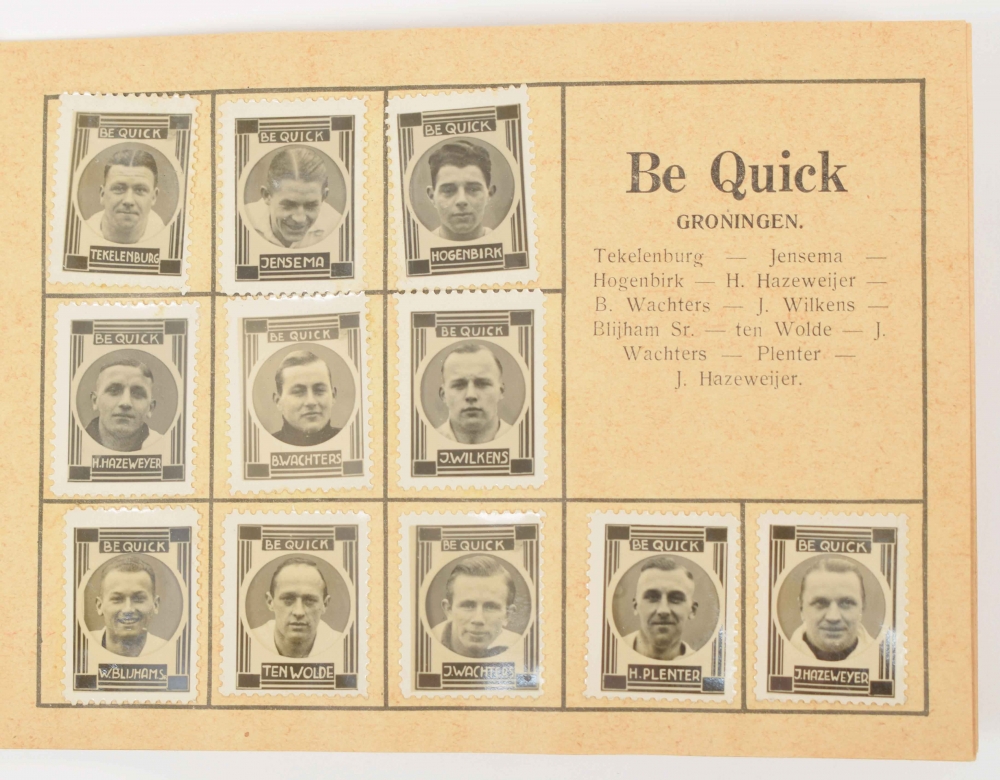 BE QUICK
TEKELENBURG
BE QUICK
JENSEMA
BE QUICK
HOGENBIRK
Be Quick
GRONINGEN.
Tekelenburg — Jensema —
Hogenbirk — H. Hazeweijer —
B. Wachters — J. Wilkens —
Blijham Sr. — ten Wolde — J.
Wachters — Plenter —
J. Hazeweijer.
BE QUICK
H.HAZEWEYER
BE QUICK
B.WACHTERS
BE QUICK
J.WILKENS
BE QUICK
W.BLIJHAMS
BE QUICK
TEN WOLDE
BE QUICK
J.WACHTERS
BE QUICK
H.PLENTER
BE QUICK
J.HAZEWEYER